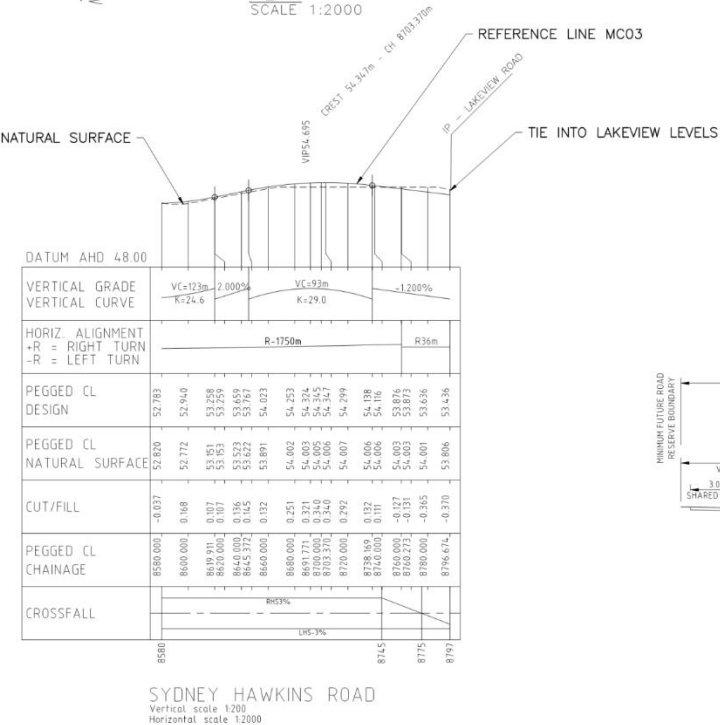 SCALE 1:2000
CREST 54.347m - CH 8703.370m
REFERENCE LINE MC03
IP - LAKEVIEW ROAD
VIP54.695
NATURAL SURFACE
TIE INTO LAKEVIEW LEVELS
DATUM AHD 48.00
VERTICAL GRADE
VERTICAL CURVE
VC=123m 2.000% VC=93m -1.200%
K=24.6 K=29.0
HORIZ. ALIGNMENT
+R = RIGHT TURN
-R = LEFT TURN
R-1750m R36m
PEGGED CL
DESIGN
52.783 52.940 53.258 53.259 53.659 53.767 54.023 54.253 54.324 54.345 54.347 54.299 54.138 54.116 53.876 53.873 53.636 53.436
PEGGED CL
NATURAL SURFACE
52.820 52.772 53.151 53.153 53.523 53.622 53.891 54.002 54.003 54.005 54.006 54.007 54.006 54.006 54.003 54.003 54.001 53.806
CUT/FILL
-0.037 0.168 0.107 0.107 0.136 0.145 0.132 0.251 0.321 0.340 0.340 0.292 0.132 0.111 -0.127 -0.131 -0.365 -0.370
PEGGED CL
CHAINAGE
8580.000 8600.000 8619.911 8620.000 8640.000 8645.372 8660.000 8680.000 8691.771 8700.000 8703.370 8720.000 8738.169 8740.000 8760.000 8760.273 8780.000 8796.674
CROSSFALL
RHS3%
LHS-3%
8580 8745 8775 8797
SYDNEY HAWKINS ROAD
Vertical scale 1:200
Horizontal scale 1:2000
MINIMUM FUTURE ROAD
RESERVE BOUNDARY
V
3.0
SHARED